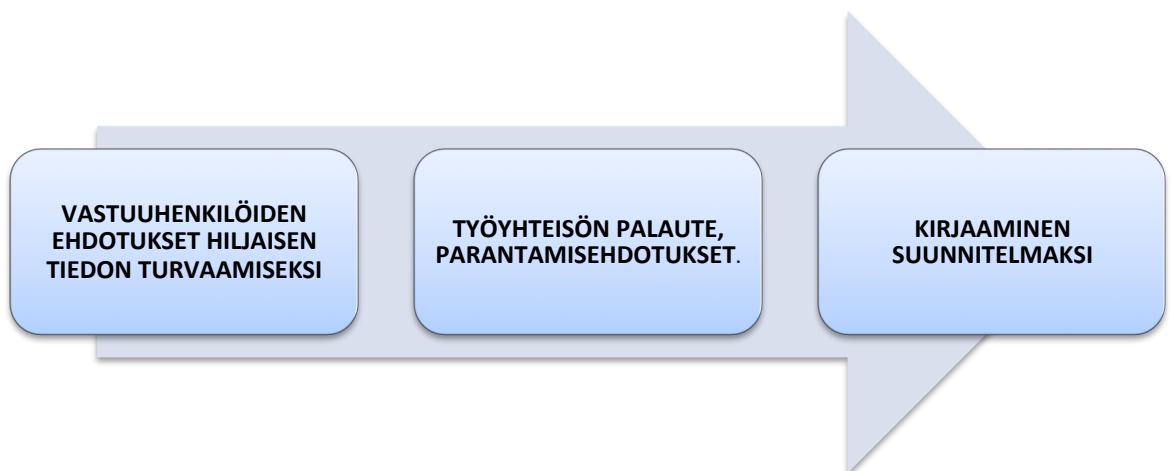 VASTUUHENKILÖIDEN
EHDOTUKSET HILJAISEN
TIEDON TURVAAMISEKSI
TYÖYHTEISÖN PALAUTE,
PARANTAMISEHDOTUKSET.
KIRJAAMINEN
SUUNNITELMAKSI